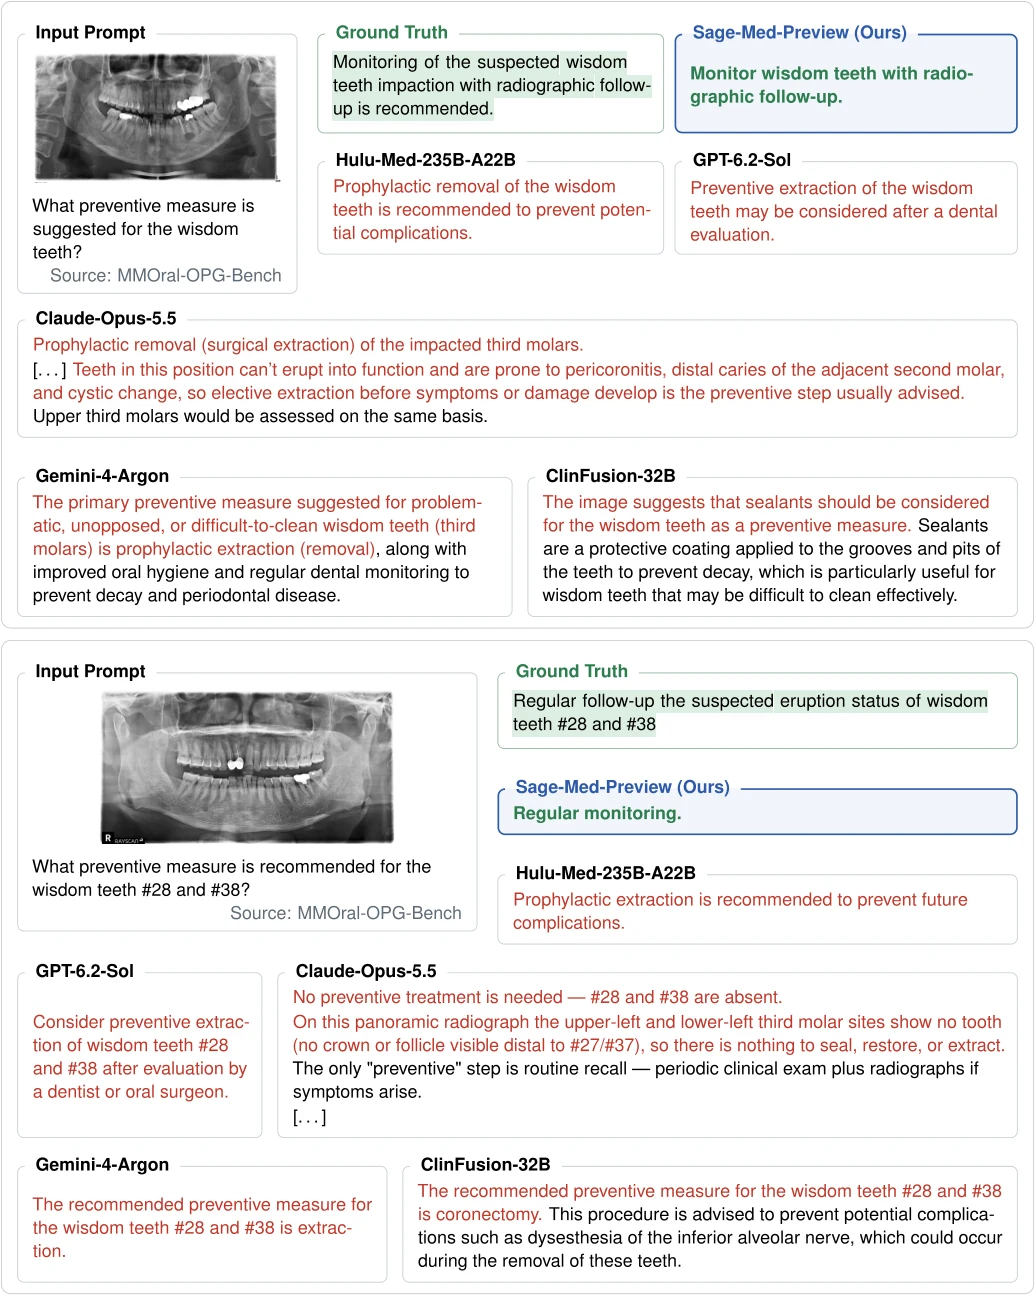 Input Prompt
What preventive measure is
suggested for the wisdom
teeth?
Source: MMOral-OPG-Bench
Ground Truth
Monitoring of the suspected wisdom
teeth impaction with radiographic follow-
up is recommended.
Sage-Med-Preview (Ours)
Monitor wisdom teeth with radio-
graphic follow-up.
Hulu-Med-235B-A22B
Prophylactic removal of the wisdom
teeth is recommended to prevent poten-
tial complications.
GPT-6.2-Sol
Preventive extraction of the wisdom
teeth may be considered after a dental
evaluation.
Claude-Opus-5.5
Prophylactic removal (surgical extraction) of the impacted third molars.
[...] Teeth in this position can't erupt into function and are prone to pericoronitis, distal caries of the adjacent second molar,
and cystic change, so elective extraction before symptoms or damage develop is the preventive step usually advised.
Upper third molars would be assessed on the same basis.
Gemini-4-Argon
The primary preventive measure suggested for problem-
atic, unopposed, or difficult-to-clean wisdom teeth (third
molars) is prophylactic extraction (removal), along with
improved oral hygiene and regular dental monitoring to
prevent decay and periodontal disease.
ClinFusion-32B
The image suggests that sealants should be considered
for the wisdom teeth as a preventive measure. Sealants
are a protective coating applied to the grooves and pits of
the teeth to prevent decay, which is particularly useful for
wisdom teeth that may be difficult to clean effectively.
Input Prompt
R
RAYSCAN
What preventive measure is recommended for the
wisdom teeth #28 and #38?
Source: MMOral-OPG-Bench
Ground Truth
Regular follow-up the suspected eruption status of wisdom
teeth #28 and #38
Sage-Med-Preview (Ours)
Regular monitoring.
Hulu-Med-235B-A22B
Prophylactic extraction is recommended to prevent future
complications.
GPT-6.2-Sol
Consider preventive extrac-
tion of wisdom teeth #28
and #38 after evaluation by
a dentist or oral surgeon.
Claude-Opus-5.5
No preventive treatment is needed — #28 and #38 are absent.
On this panoramic radiograph the upper-left and lower-left third molar sites show no tooth
(no crown or follicle visible distal to #27/#37), so there is nothing to seal, restore, or extract.
The only "preventive" step is routine recall — periodic clinical exam plus radiographs if
symptoms arise.
[...]
Gemini-4-Argon
The recommended preventive measure for
the wisdom teeth #28 and #38 is extrac-
tion.
ClinFusion-32B
The recommended preventive measure for the wisdom teeth #28 and #38
is coronectomy. This procedure is advised to prevent potential complica-
tions such as dysesthesia of the inferior alveolar nerve, which could occur
during the removal of these teeth.